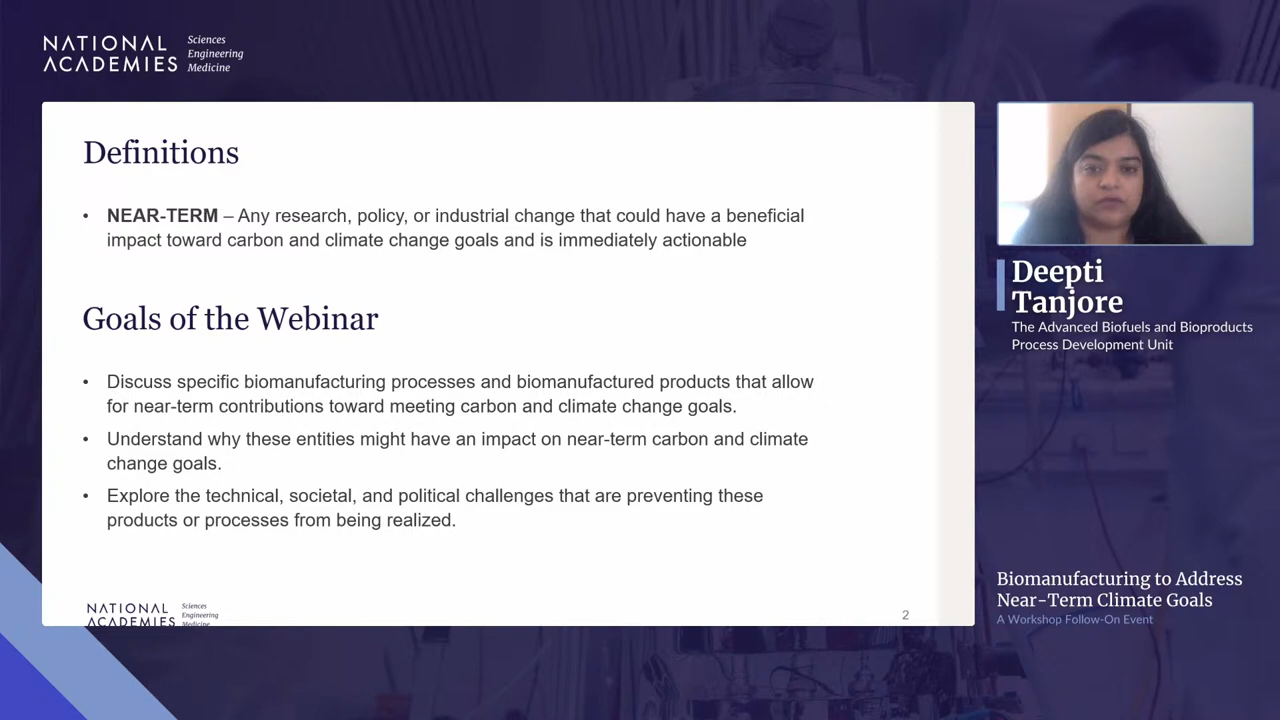 NATIONAL
ACADEMIES
Sciences
Engineering
Medicine
Definitions
• NEAR-TERM – Any research, policy, or industrial change that could have a beneficial
impact toward carbon and climate change goals and is immediately actionable
Goals of the Webinar
• Discuss specific biomanufacturing processes and biomanufactured products that allow
for near-term contributions toward meeting carbon and climate change goals.
• Understand why these entities might have an impact on near-term carbon and climate
change goals.
• Explore the technical, societal, and political challenges that are preventing these
products or processes from being realized.
NATIONAL
ACADEMIES
Sciences
Engineering
Medicine
2
Deepti
Tanjore
The Advanced Biofuels and Bioproducts
Process Development Unit
Biomanufacturing to Address
Near-Term Climate Goals
A Workshop Follow-On Event